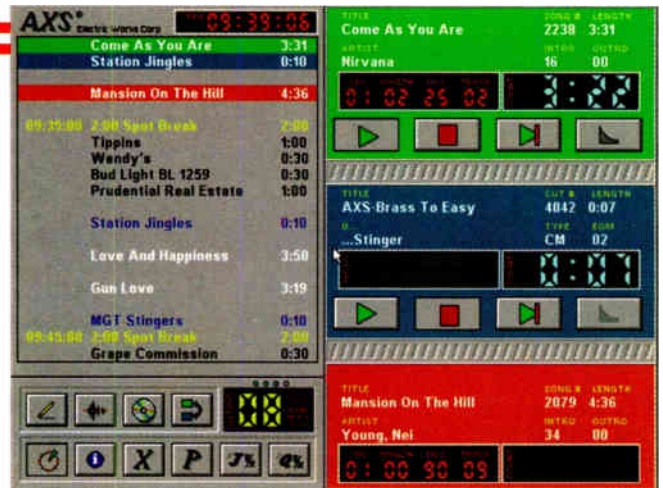 AXS Electric Works Corp 09:39:06
Come As You Are 3:31
Station Jingles 0:10
Mansion On The Hill 4:36
09:35:00 2:00 Spot Break 2:00
Tippins 1:00
Wendy's 0:30
Bud Light BL 1259 0:30
Prudential Real Estate 1:00
Station Jingles 0:10
Love And Happiness 3:50
Gun Love 3:19
MGT Stingers 0:10
09:45:00 2:00 Spot Break 2:00
Grape Commission 0:30
X P J% Q%
TITLE SONG # LENGTH
Come As You Are 2238 3:31
ARTIST INTRO OUTRO
Nirvana 16 00
01 02 25 02 3:22
TITLE CUT # LENGTH
AXS-Brass To Easy 4042 0:07
...Stinger TYPE EOM
CM 02
0:07
TITLE SONG # LENGTH
Mansion On The Hill 2079 4:36
ARTIST INTRO OUTRO
Young, Nei 34 00
01 00 90 09